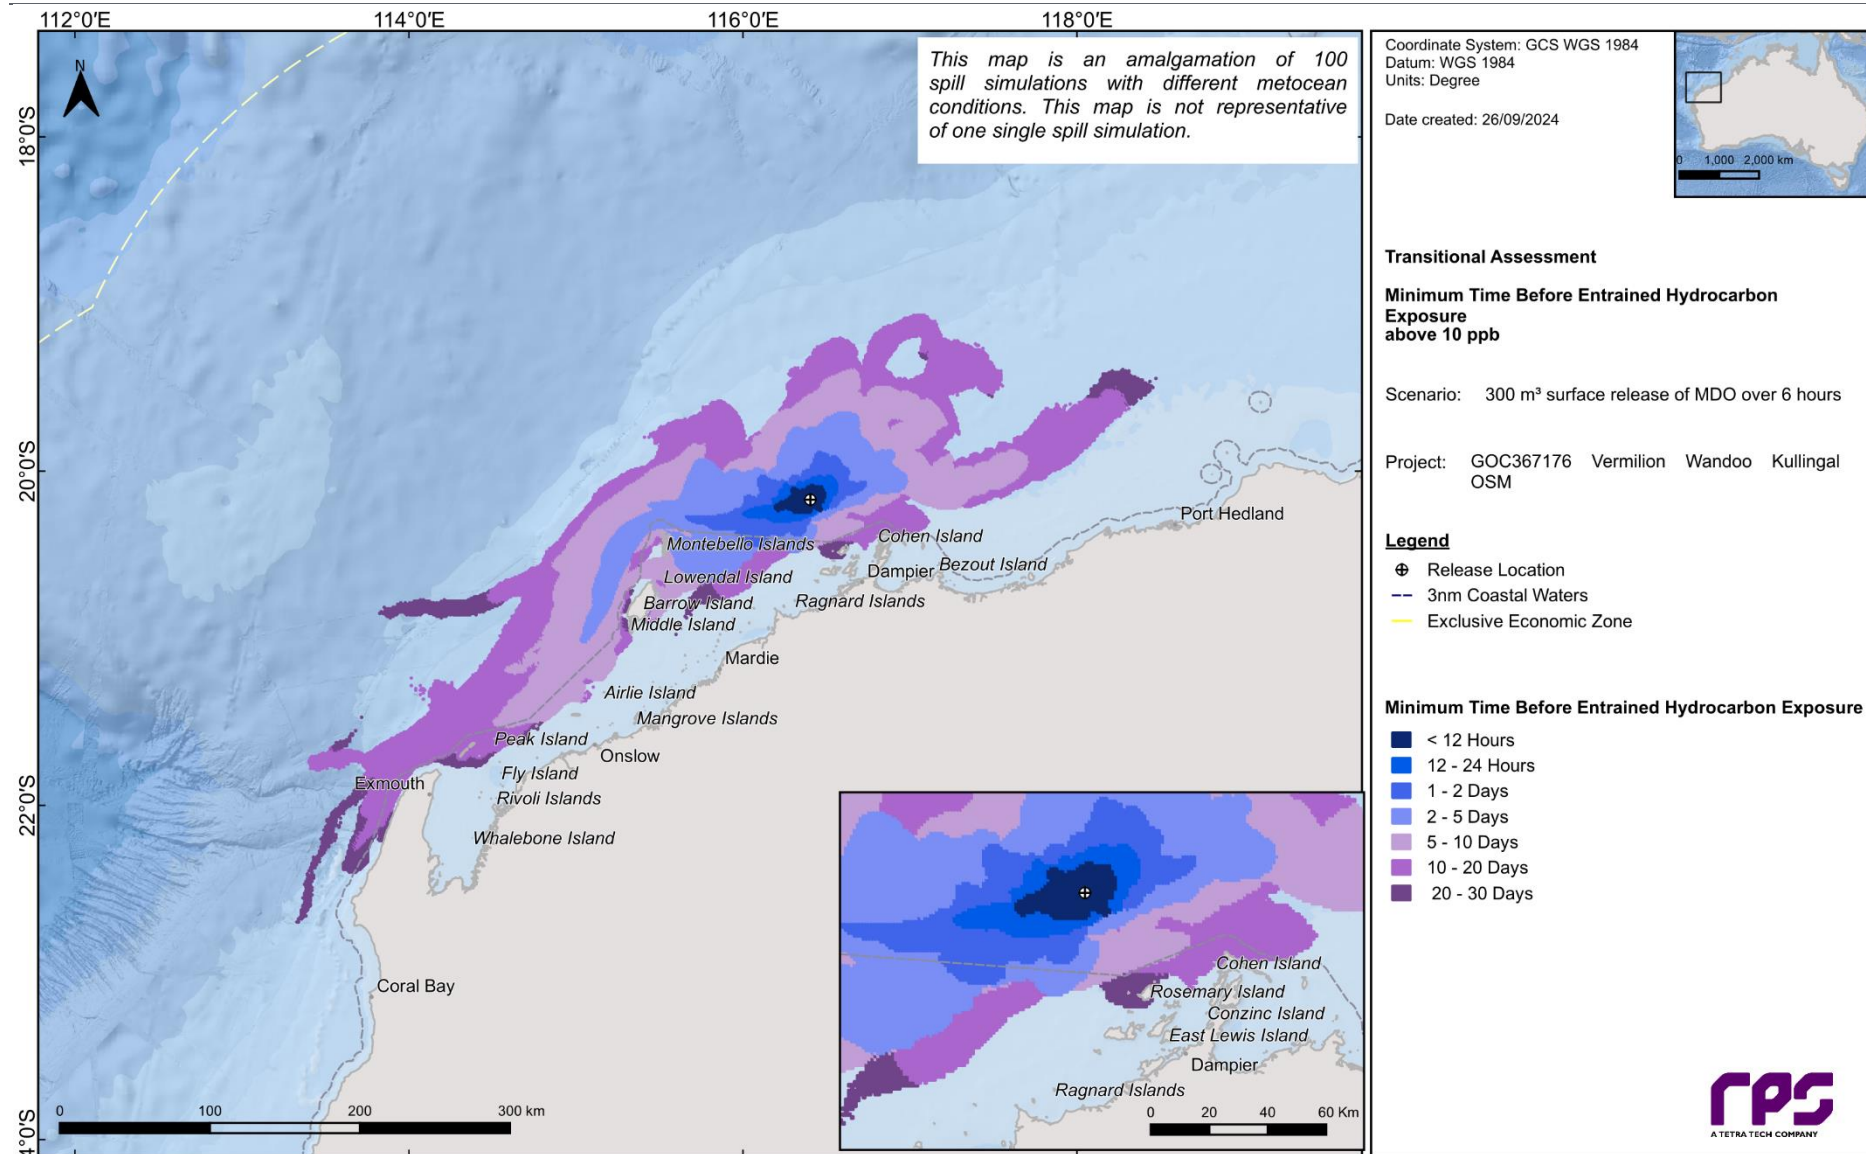 112°0'E
114°0'E
116°0'E
118°0'E
N
18°0'S
20°0'S
22°0'S
4°0'S
This map is an amalgamation of 100
spill simulations with different metocean
conditions. This map is not representative
of one single spill simulation.
Port Hedland
Cohen Island
Montebello Islands
Bezout Island
Dampier
Lowendal Island
Ragnard Islands
Barrow Island
Middle Island
Mardie
Airlie Island
Mangrove Islands
Peak Island
Onslow
Fly Island
Exmouth
Rivoli Islands
Whalebone Island
Coral Bay
0 100 200 300 km
Cohen Island
Rosemary Island
Conzinc Island
East Lewis Island
Dampier
Ragnard Islands
0 20 40 60 Km
Coordinate System: GCS WGS 1984
Datum: WGS 1984
Units: Degree
Date created: 26/09/2024
0 1,000 2,000 km
Transitional Assessment
Minimum Time Before Entrained Hydrocarbon
Exposure
above 10 ppb
Scenario: 300 m³ surface release of MDO over 6 hours
Project: GOC367176 Vermilion Wandoo Kullingal
OSM
Legend
Release Location
3nm Coastal Waters
Exclusive Economic Zone
Minimum Time Before Entrained Hydrocarbon Exposure
< 12 Hours
12 - 24 Hours
1 - 2 Days
2 - 5 Days
5 - 10 Days
10 - 20 Days
20 - 30 Days
rps
A TETRA TECH COMPANY